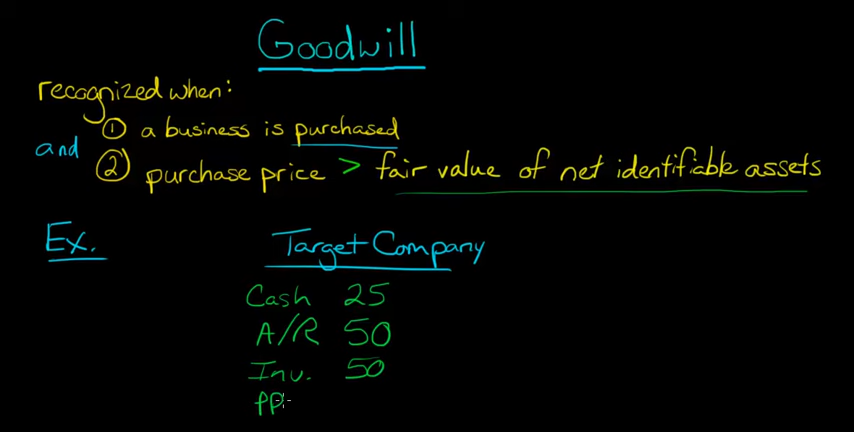 Goodwill
recognized when:
① a business is purchased
and
② purchase price > fair value of net identifiable assets
Ex.
Target Company
Cash 25
A/R 50
Inv. 50
PP